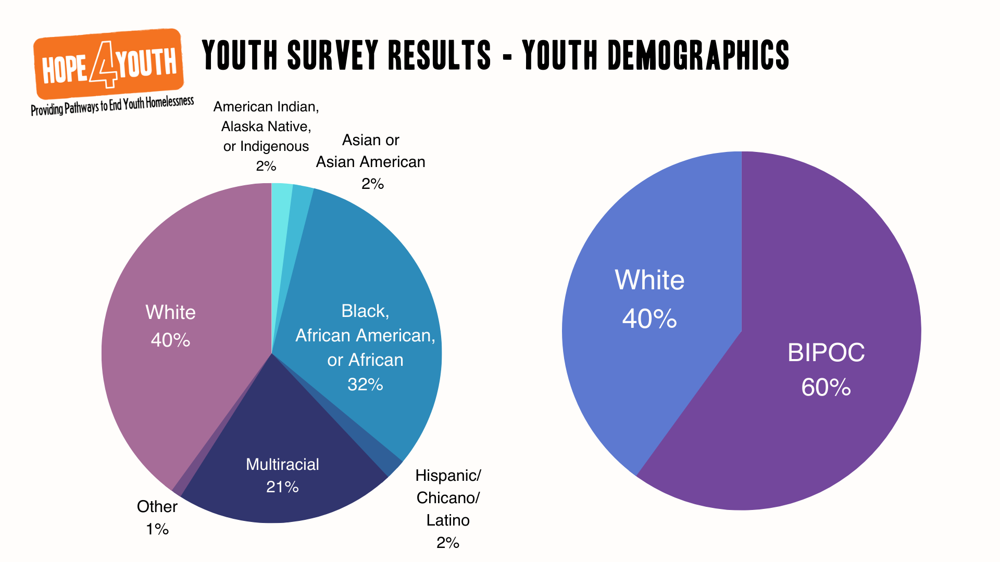 HOPE 4 YOUTH
Providing Pathways to End Youth Homelessness
YOUTH SURVEY RESULTS - YOUTH DEMOGRAPHICS
American Indian,
Alaska Native,
or Indigenous
2%
Asian or
Asian American
2%
White
40%
Black,
African American,
or African
32%
Multiracial
21%
Other
1%
Hispanic/
Chicano/
Latino
2%
White
40%
BIPOC
60%